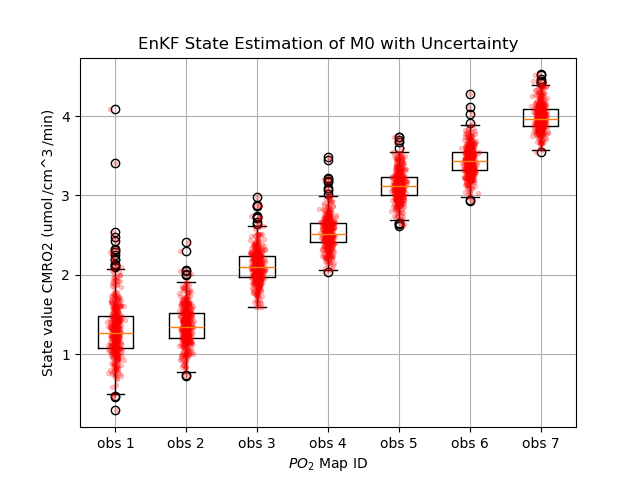 EnKF State Estimation of M0 with Uncertainty
State value CMRO2 (umol /cm^3 /min)
4
3
2
1
obs 1 obs 2 obs 3 obs 4 obs 5 obs 6 obs 7
PO2 Map ID